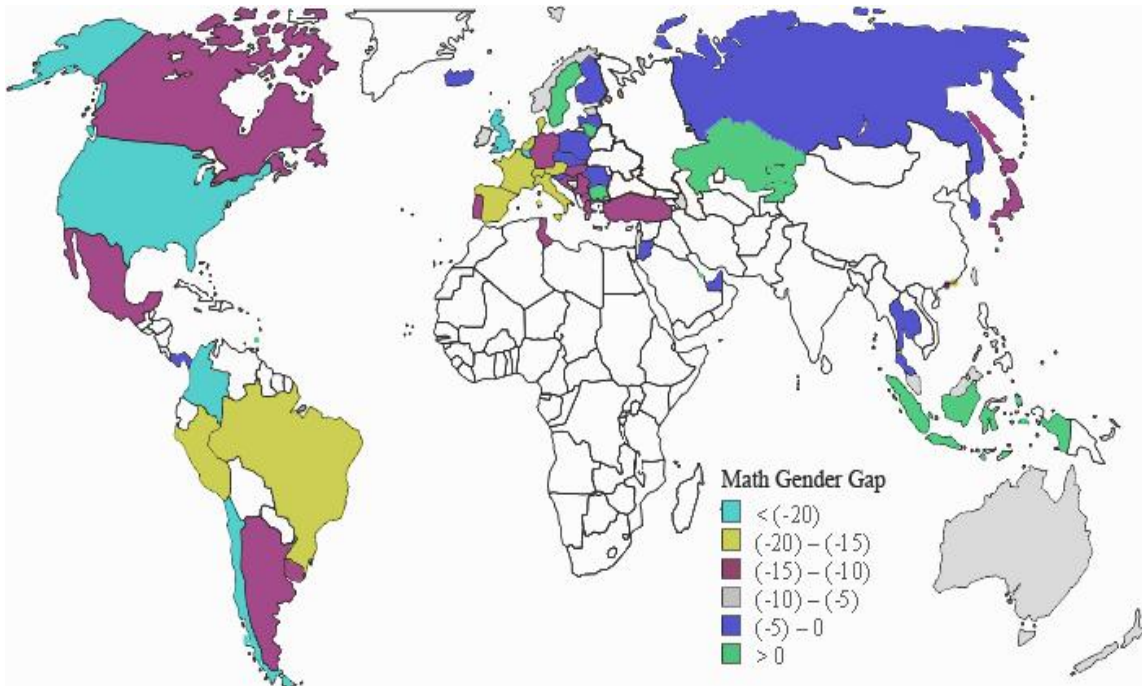 Math Gender Gap
< (-20)
(-20) – (-15)
(-15) – (-10)
(-10) – (-5)
(-5) – 0
> 0